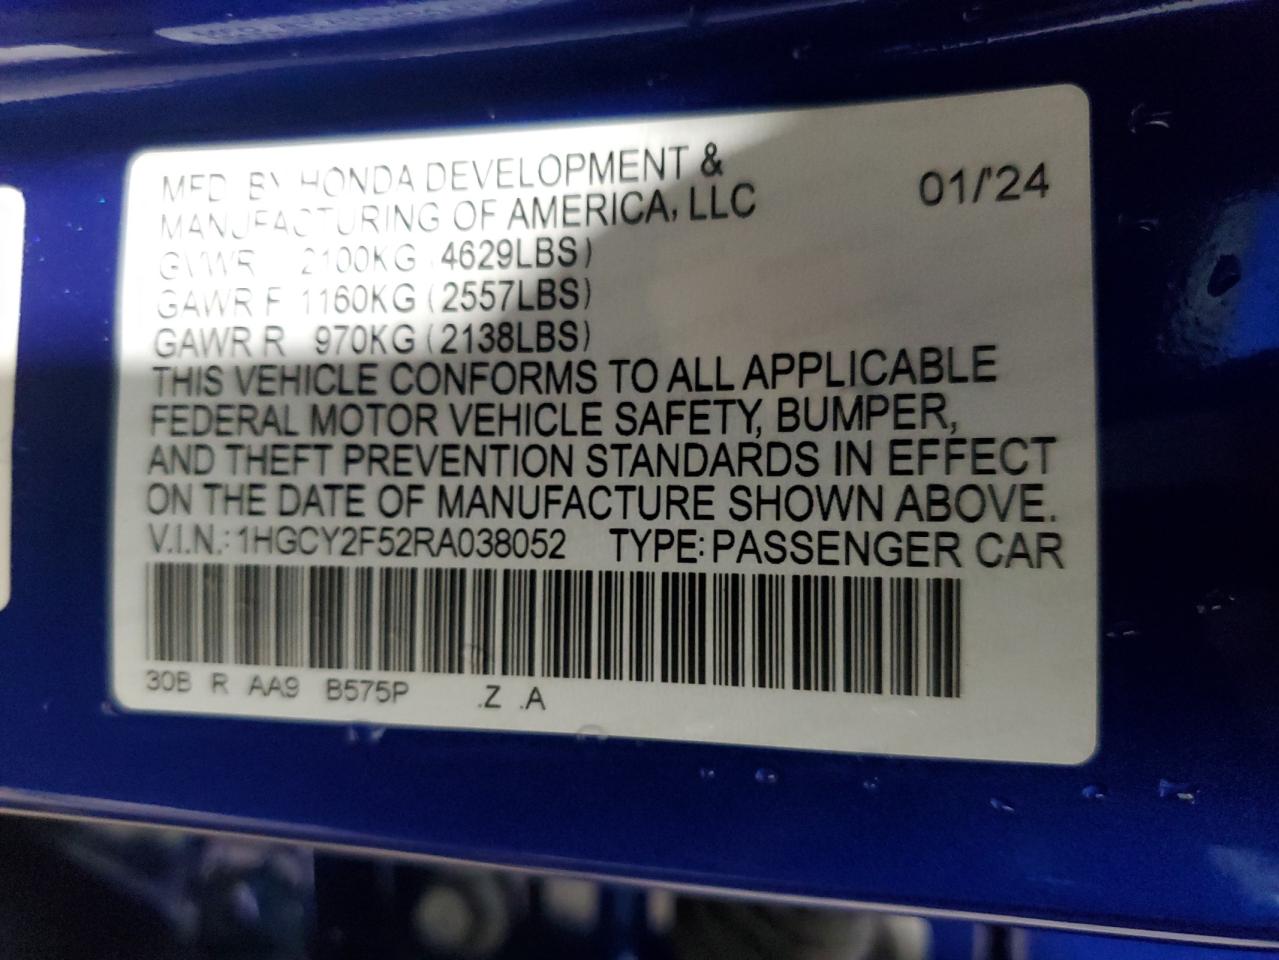 MFD. BY HONDA DEVELOPMENT &
MANUFACTURING OF AMERICA, LLC
01/'24
GVWR 2100KG (4629LBS)
GAWR F 1160KG (2557LBS)
GAWR R 970KG (2138LBS)
THIS VEHICLE CONFORMS TO ALL APPLICABLE
FEDERAL MOTOR VEHICLE SAFETY, BUMPER,
AND THEFT PREVENTION STANDARDS IN EFFECT
ON THE DATE OF MANUFACTURE SHOWN ABOVE.
V.I.N.: 1HGCY2F52RA038052 TYPE: PASSENGER CAR
30B R AA9 B575P .Z .A